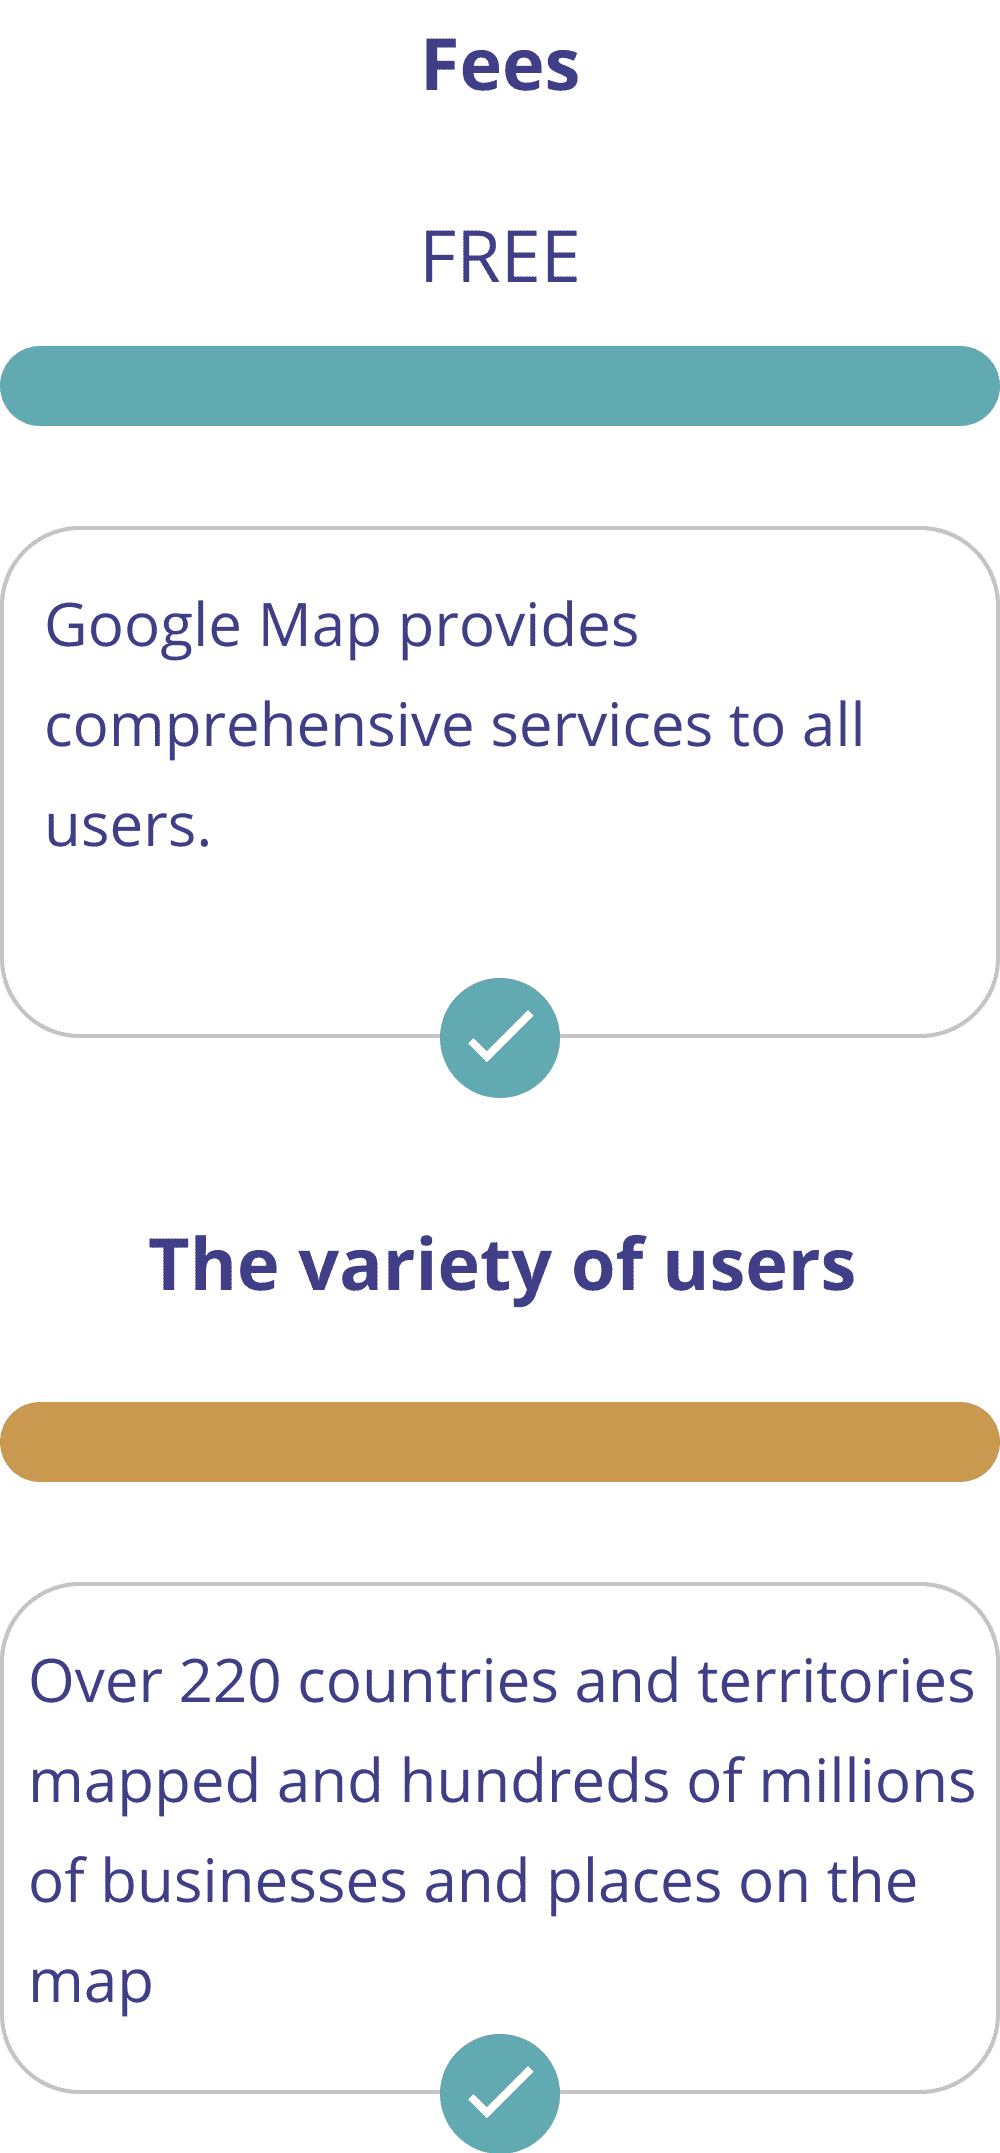 Fees
FREE
Google Map provides
comprehensive services to all
users.
The variety of users
Over 220 countries and territories
mapped and hundreds of millions
of businesses and places on the
map